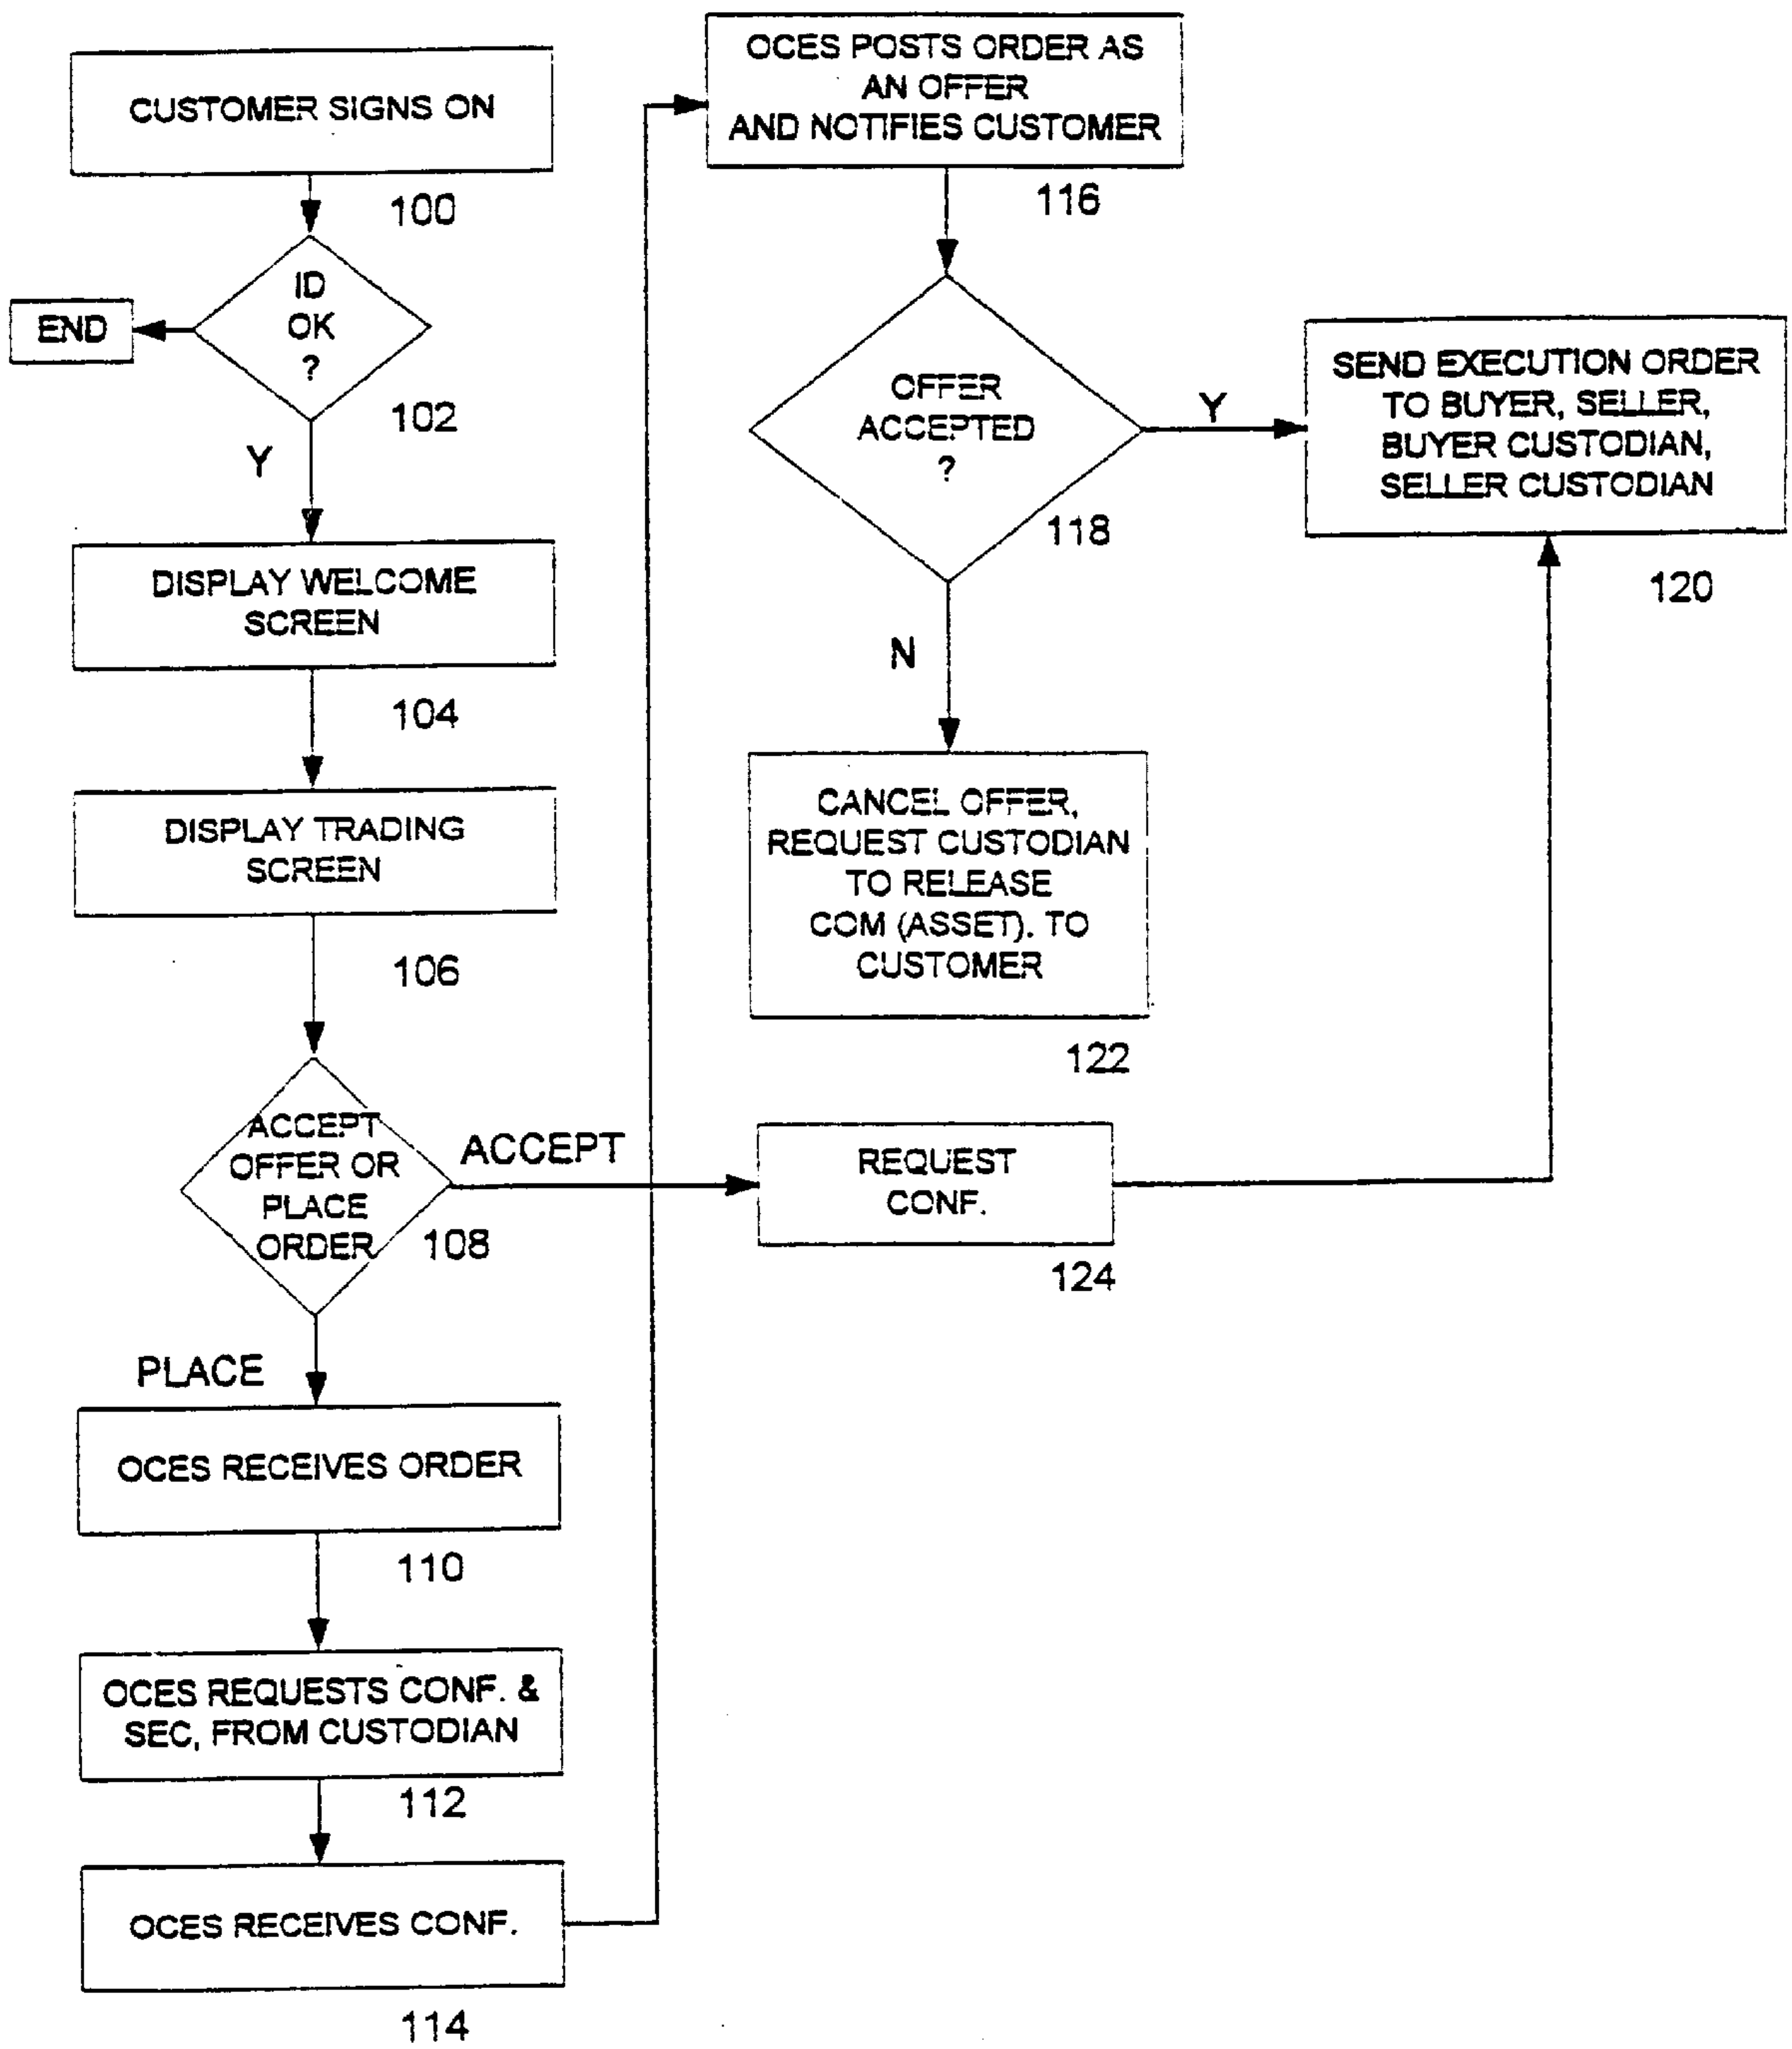 CUSTOMER SIGNS ON
100
ID
OK
?
END
102
Y
DISPLAY WELCOME
SCREEN
104
DISPLAY TRADING
SCREEN
106
ACCEPT
OFFER OR
PLACE
ORDER
108
ACCEPT
PLACE
OCES RECEIVES ORDER
110
OCES REQUESTS CONF. &
SEC, FROM CUSTODIAN
112
OCES RECEIVES CONF.
114
OCES POSTS ORDER AS
AN OFFER
AND NOTIFIES CUSTOMER
116
OFFER
ACCEPTED
?
118
Y
SEND EXECUTION ORDER
TO BUYER, SELLER,
BUYER CUSTODIAN,
SELLER CUSTODIAN
120
N
CANCEL OFFER,
REQUEST CUSTODIAN
TO RELEASE
COM (ASSET). TO
CUSTOMER
122
REQUEST
CONF.
124